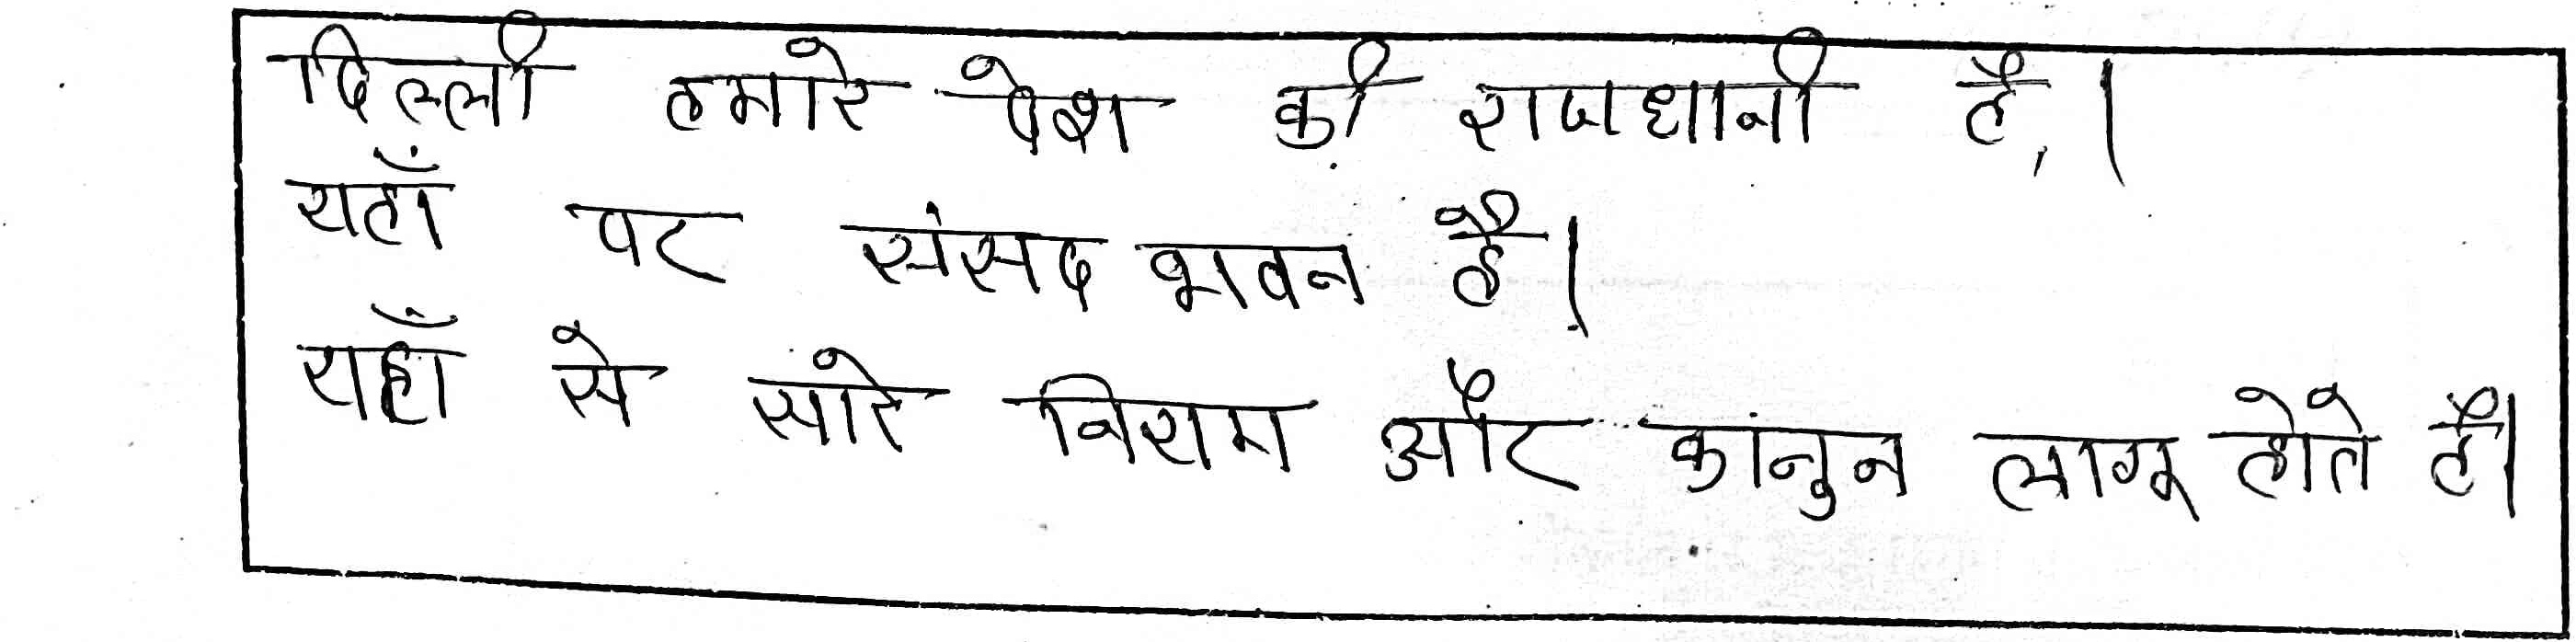 दिल्ली हमारे देश की राजधानी है।
यहाँ पर संसद भवन है।
यहाँ से सारे नियम और कानुन लागू होते है।